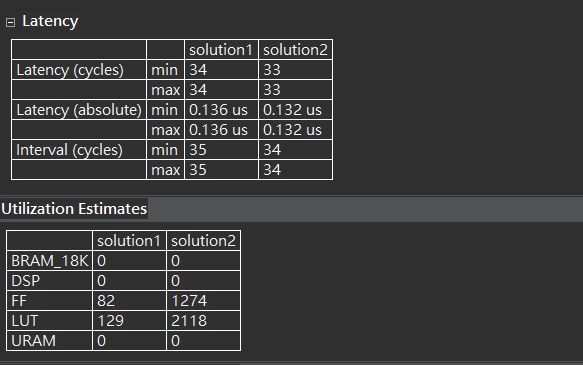 Latency
solution1 solution2
Latency (cycles) min 34 33
max 34 33
Latency (absolute) min 0.136 us 0.132 us
max 0.136 us 0.132 us
Interval (cycles) min 35 34
max 35 34
Utilization Estimates
solution1 solution2
BRAM_18K 0 0
DSP 0 0
FF 82 1274
LUT 129 2118
URAM 0 0